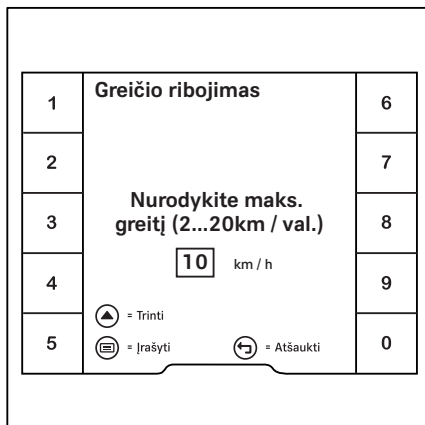 Greičio ribojimas
1
2
3
4
5
Nurodykite maks.
greitį (2...20km / val.)
10 km / h
= Trinti
= Įrašyti
= Atšaukti
6
7
8
9
0